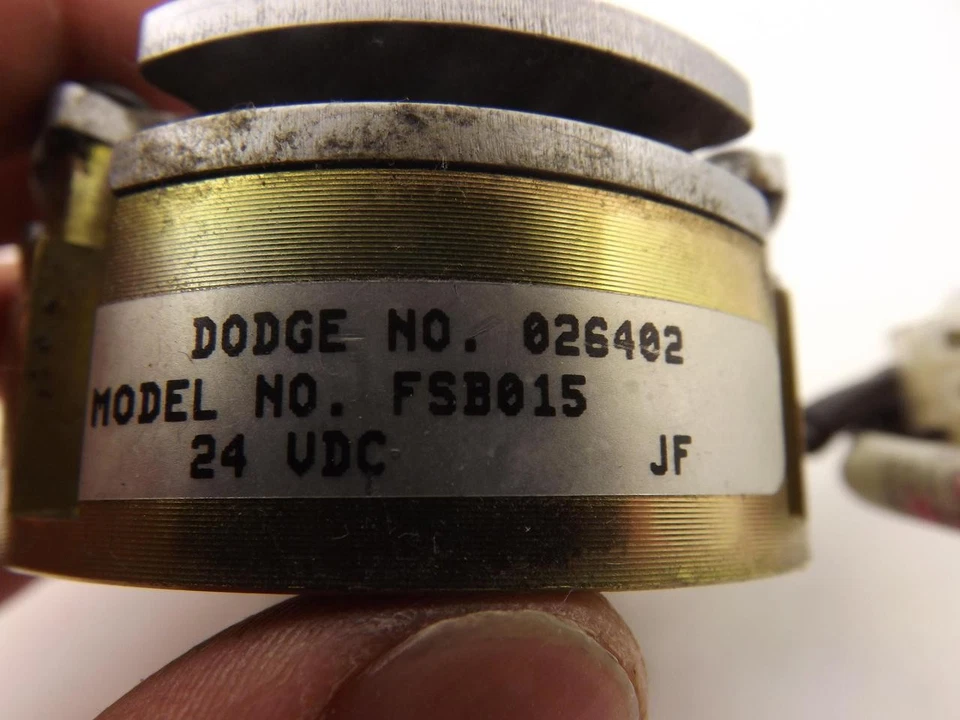 DODGE NO. 026402
MODEL NO. FSB015
24 VDC JF